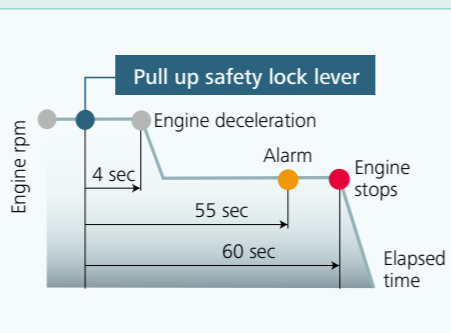 Pull up safety lock lever
Engine deceleration
Engine rpm
4 sec
Alarm
Engine
stops
55 sec
60 sec
Elapsed
time